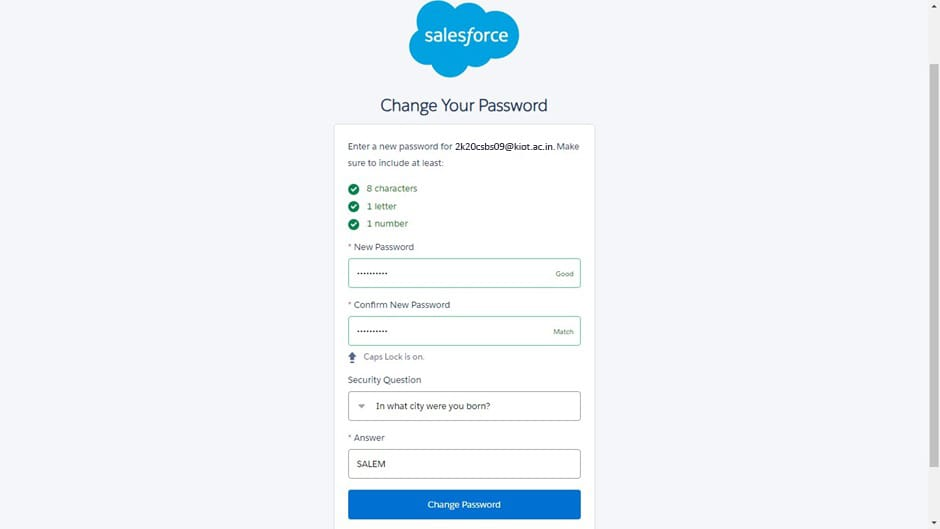 salesforce
Change Your Password
Enter a new password for 2k20csbs09@kiot.ac.in. Make
sure to include at least:
8 characters
1 letter
1 number
* New Password
•••••••••• Good
* Confirm New Password
•••••••••• Match
Caps Lock is on.
Security Question
In what city were you born?
* Answer
SALEM
Change Password